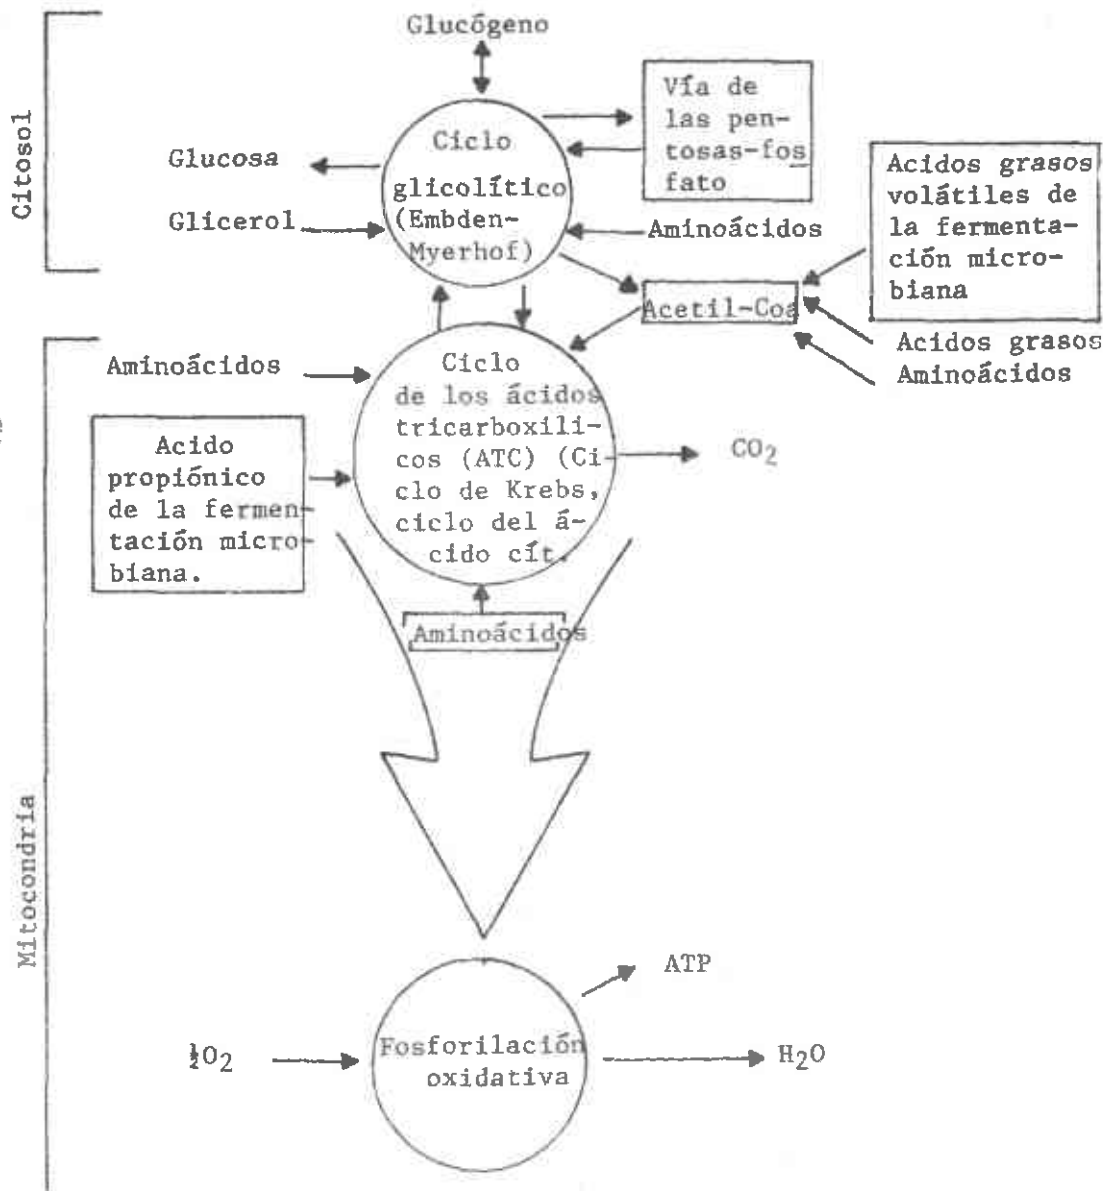 Glucógeno
Citosol
Ciclo
glicolítico
(Embden-
Myerhof)
Vía de
las pen-
tosas-fos
fato
Glucosa
Glicerol
Aminoácidos
Acidos grasos
volátiles de
la fermenta-
ción micro-
biana
Acetil-Coa
Acidos grasos
Aminoácidos
Mitocondria
Aminoácidos
Ciclo
de los ácidos
tricarboxili-
cos (ATC) (Ci-
clo de Krebs,
ciclo del á-
cido cít.
CO₂
Acido
propiónico
de la fermen-
tación micro-
biana.
Aminoácidos
ATP
½O₂
Fosforilación
oxidativa
H₂O